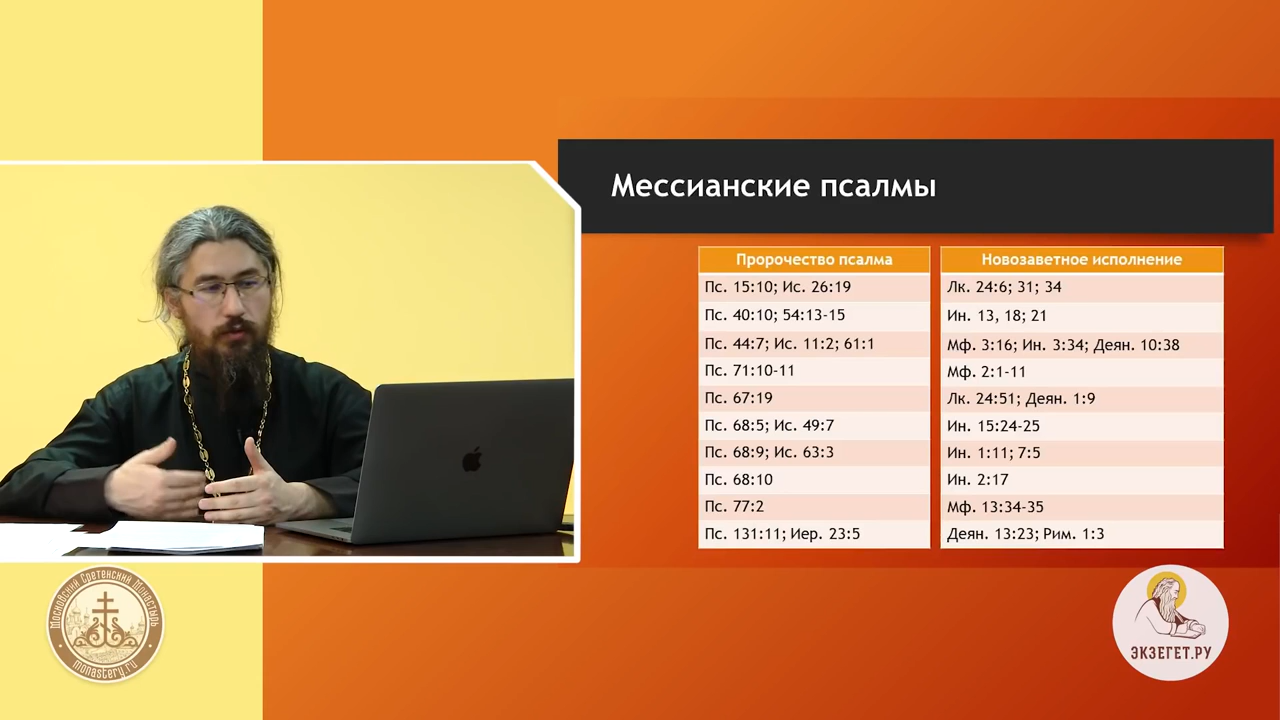 Мессианские псалмы
Пророчество псалма Новозаветное исполнение
Пс. 15:10; Ис. 26:19 Лк. 24:6; 31; 34
Пс. 40:10; 54:13-15 Ин. 13, 18; 21
Пс. 44:7; Ис. 11:2; 61:1 Мф. 3:16; Ин. 3:34; Деян. 10:38
Пс. 71:10-11 Мф. 2:1-11
Пс. 67:19 Лк. 24:51; Деян. 1:9
Пс. 68:5; Ис. 49:7 Ин. 15:24-25
Пс. 68:9; Ис. 63:3 Ин. 1:11; 7:5
Пс. 68:10 Ин. 2:17
Пс. 77:2 Мф. 13:34-35
Пс. 131:11; Иер. 23:5 Деян. 13:23; Рим. 1:3
Московский Сретенский Монастырь
monastery.ru
ЭКЗЕГЕТ.РУ